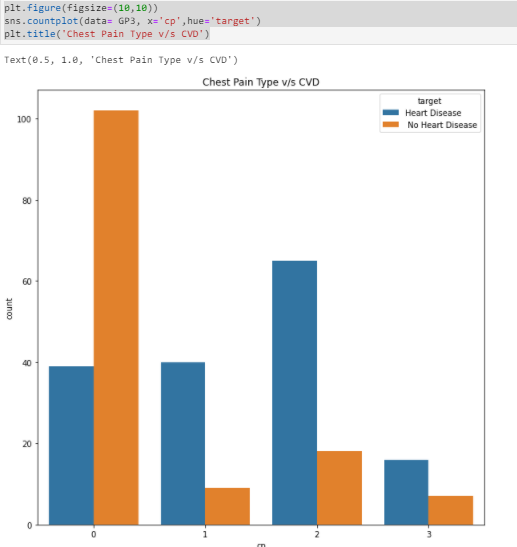 plt.figure(figsize=(10,10))
sns.countplot(data= GP3, x='cp',hue='target')
plt.title('Chest Pain Type v/s CVD')
Text(0.5, 1.0, 'Chest Pain Type v/s CVD')
Chest Pain Type v/s CVD
target
Heart Disease
No Heart Disease
100
80
60
40
20
0
count
0 1 2 3
cp